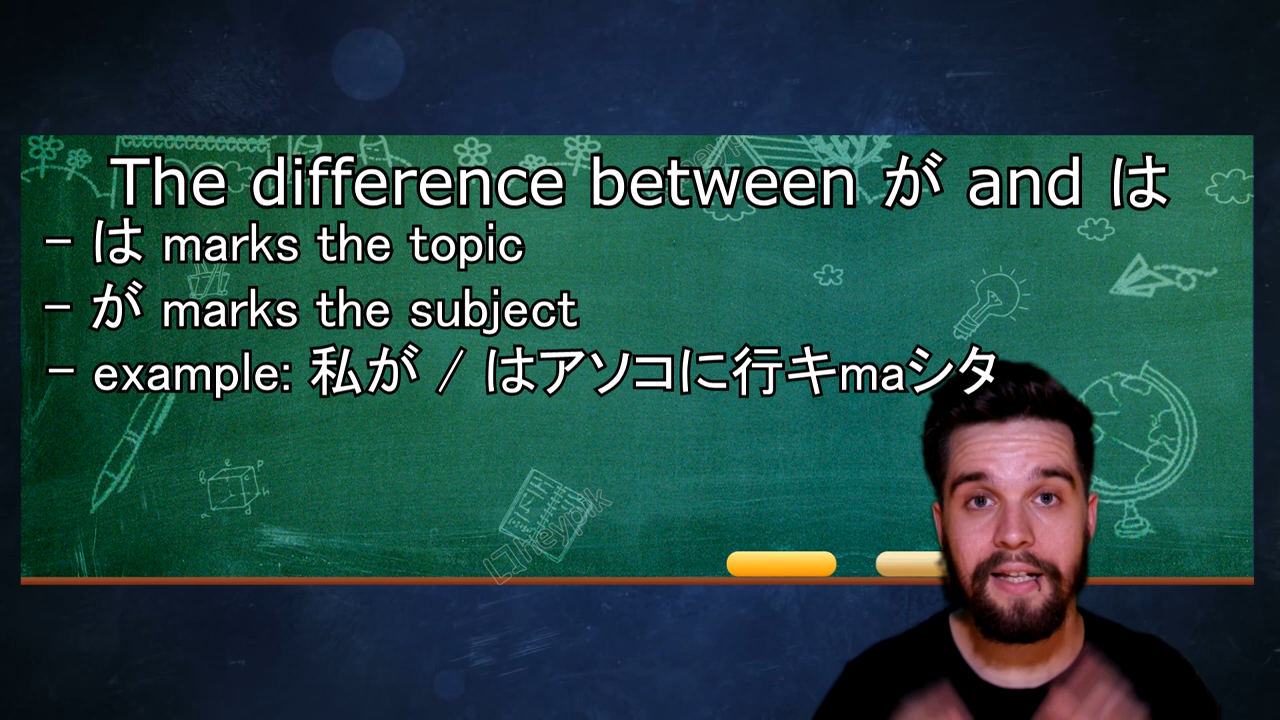 The difference between が and は
- は marks the topic
- が marks the subject
- example: 私が / はアソコに行キmaシタ
heypik